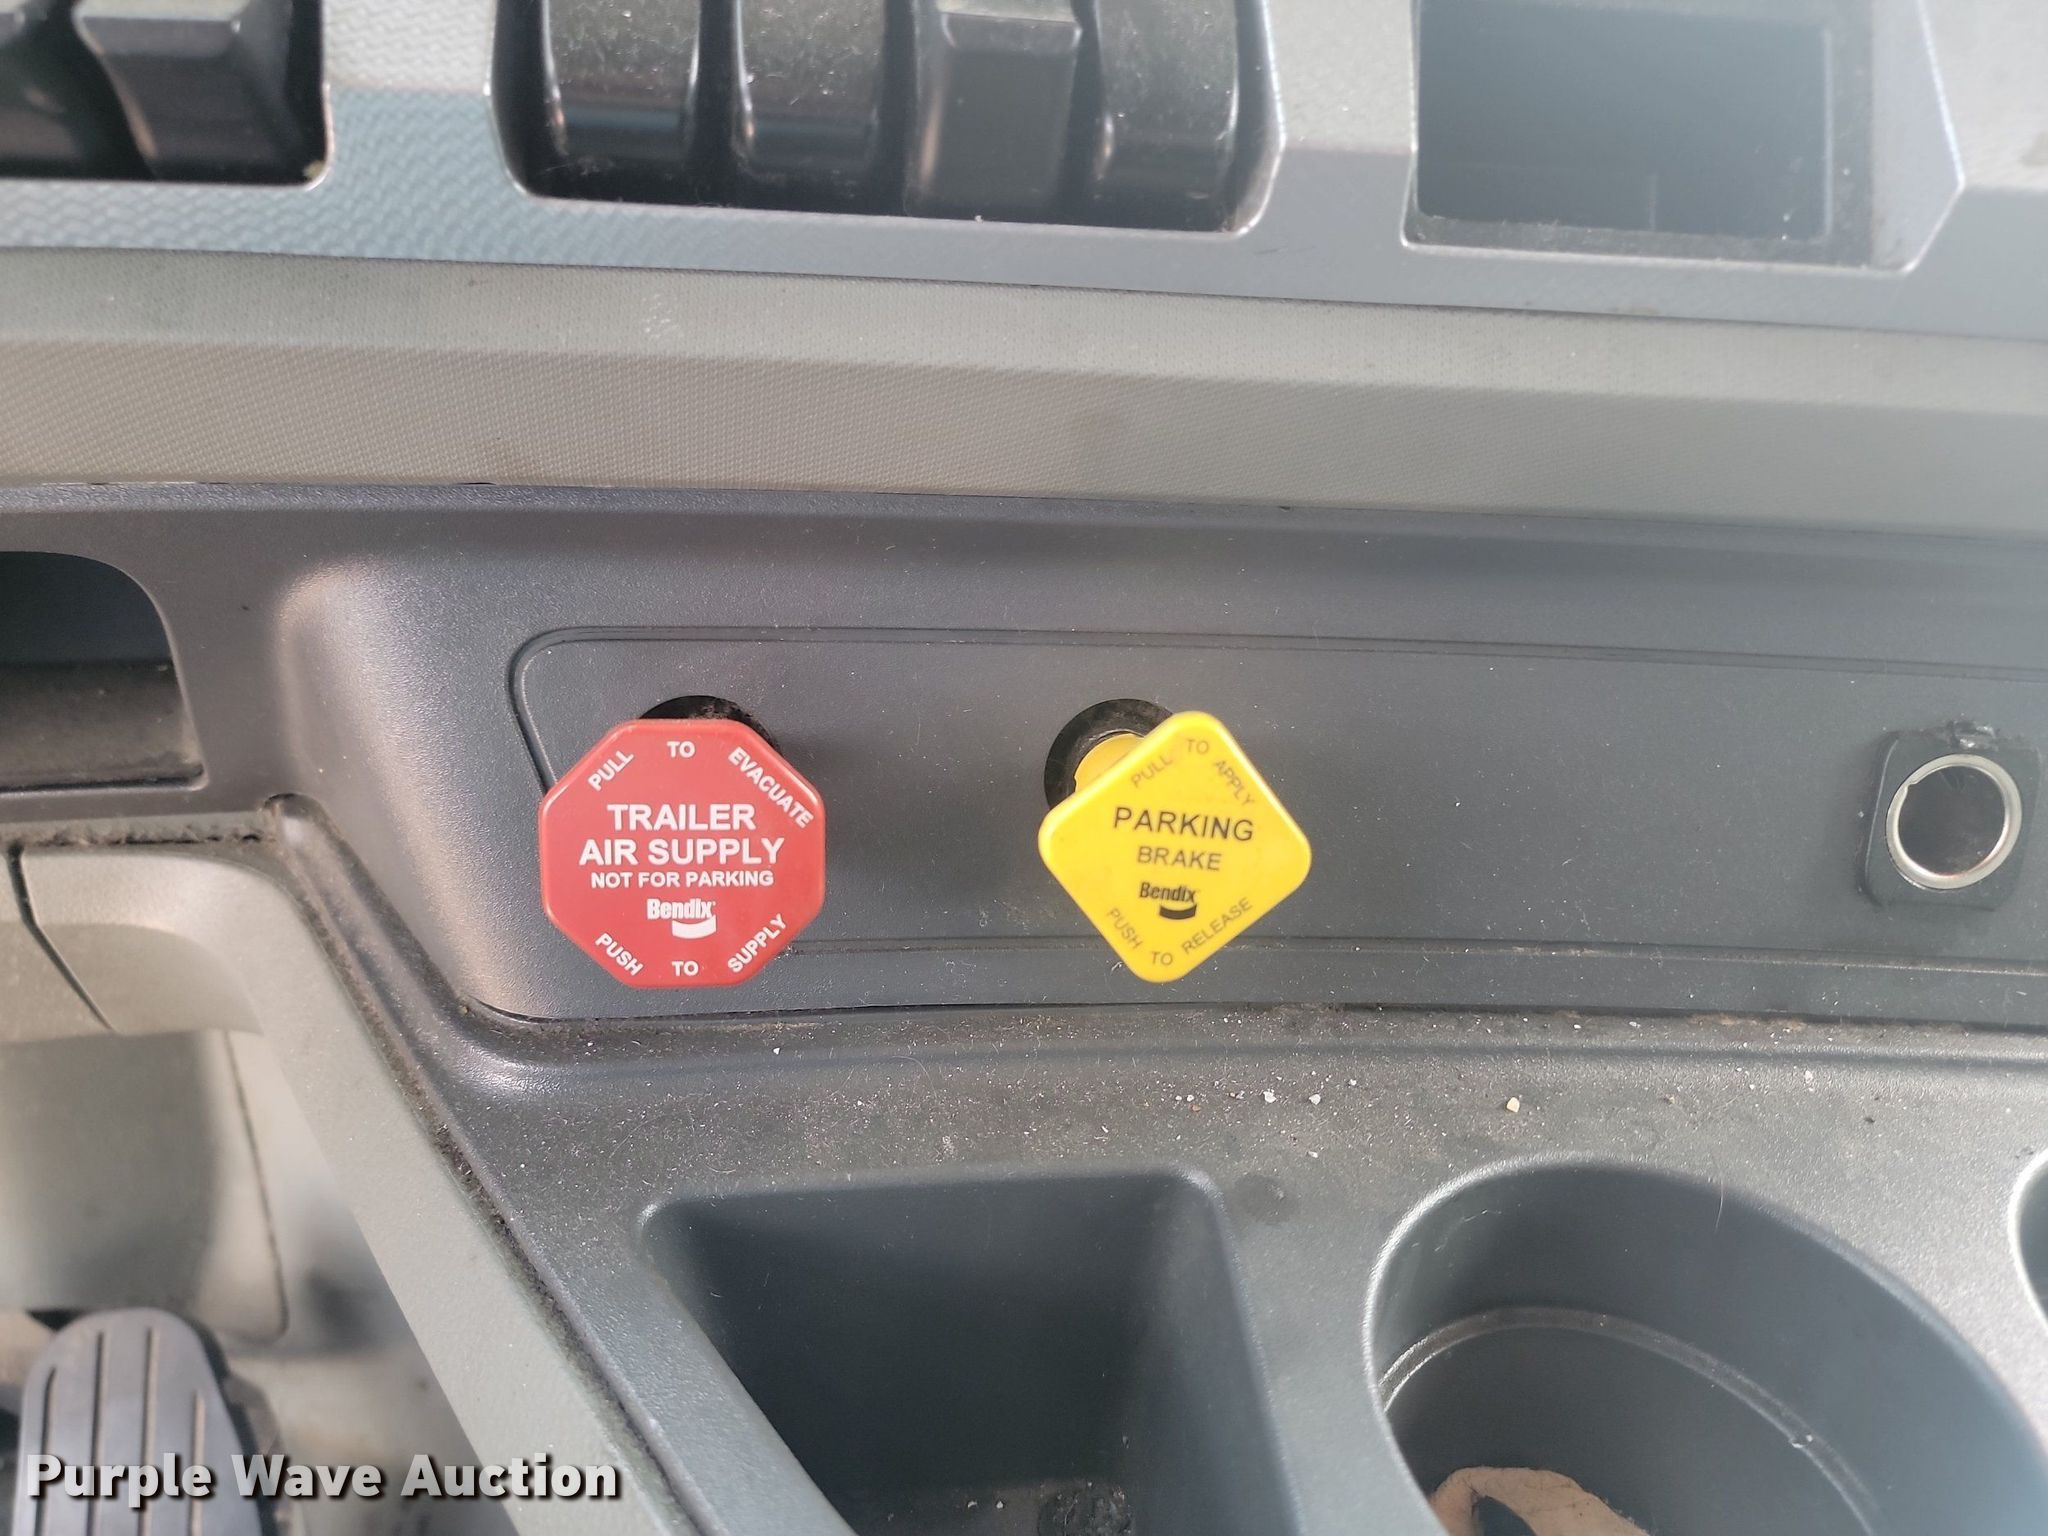 PULL TO EVACUATE
TRAILER
AIR SUPPLY
NOT FOR PARKING
Bendix
PUSH TO SUPPLY
PULL TO APPLY
PARKING
BRAKE
Bendix
PUSH TO RELEASE
Purple Wave Auction